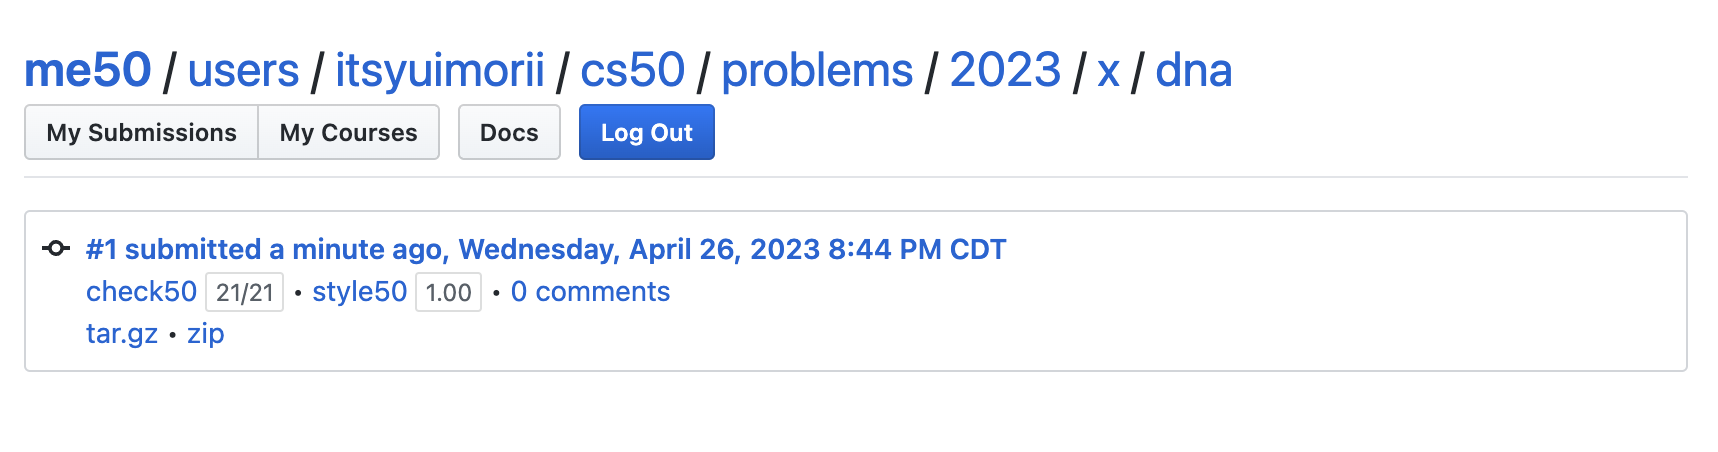 me50 / users / itsyuimorii / cs50 / problems / 2023 / x / dna
My Submissions My Courses Docs Log Out
#1 submitted a minute ago, Wednesday, April 26, 2023 8:44 PM CDT
check50 21/21 • style50 1.00 • 0 comments
tar.gz • zip